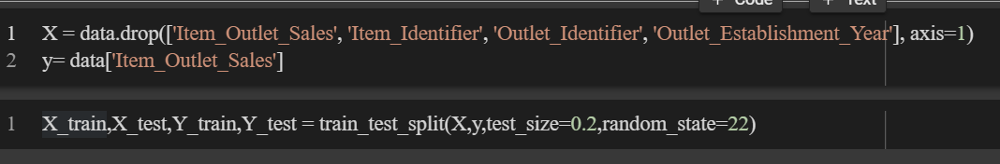 + Code + Text
1 X = data.drop(['Item_Outlet_Sales', 'Item_Identifier', 'Outlet_Identifier', 'Outlet_Establishment_Year'], axis=1)
2 y= data['Item_Outlet_Sales']
1 X_train,X_test,Y_train,Y_test = train_test_split(X,y,test_size=0.2,random_state=22)